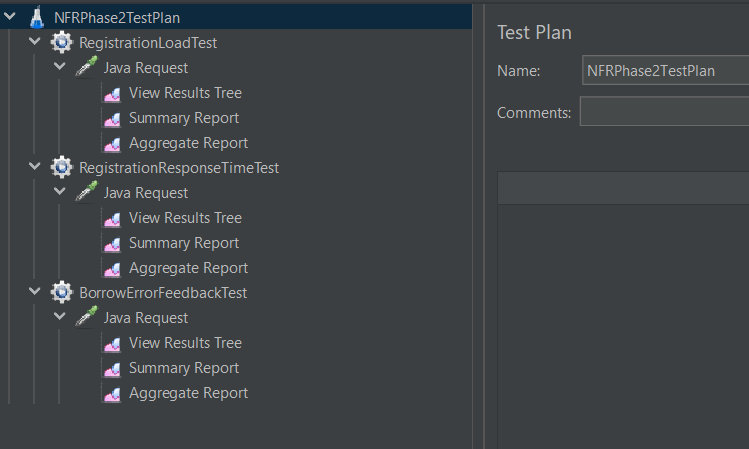 NFRPhase2TestPlan
RegistrationLoadTest
Java Request
View Results Tree
Summary Report
Aggregate Report
RegistrationResponseTimeTest
Java Request
View Results Tree
Summary Report
Aggregate Report
BorrowErrorFeedbackTest
Java Request
View Results Tree
Summary Report
Aggregate Report
Test Plan
Name: NFRPhase2TestPlan
Comments: